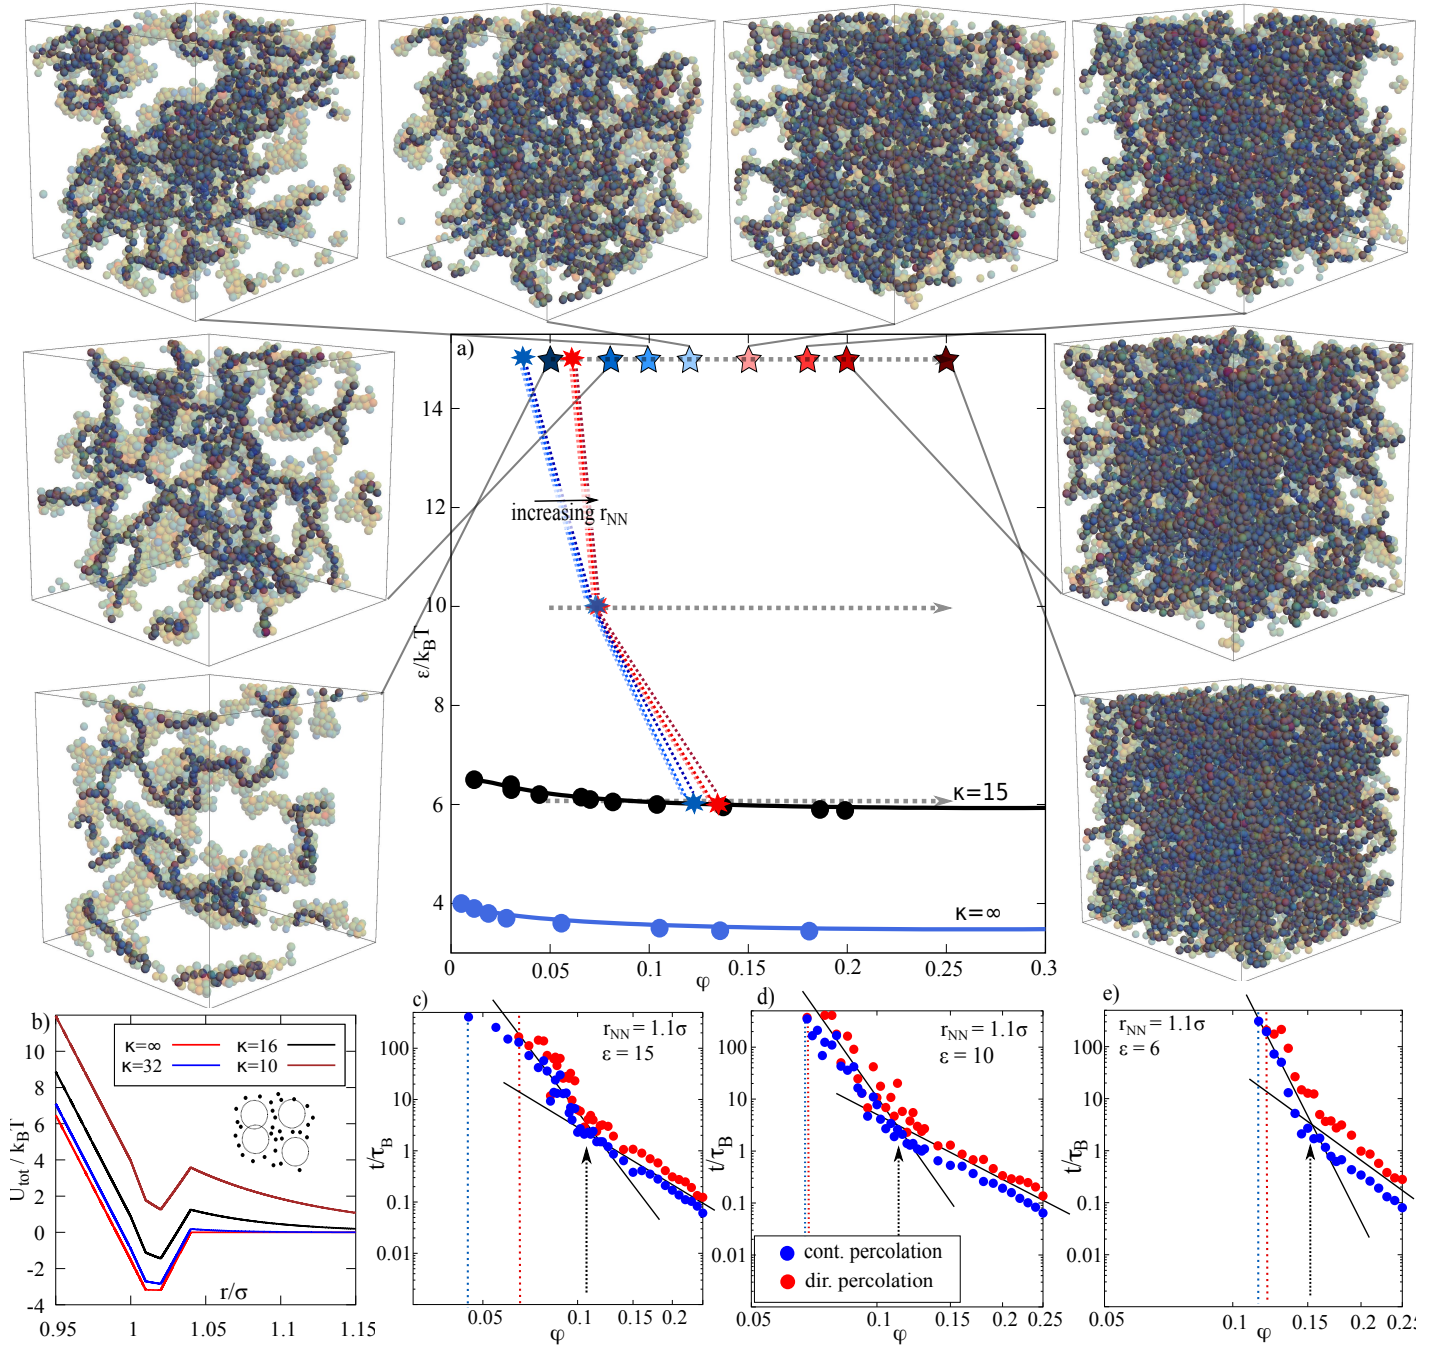 a)
14
12
10
8
6
4
ε/k_BT
increasing r_NN
κ=15
κ=∞
0 0.05 0.1 0.15 0.2 0.25 0.3
φ
b)
κ=∞ κ=16
κ=32 κ=10
10
8
6
4
2
0
-2
-4
U_tot / k_BT
r/σ
0.95 1 1.05 1.1 1.15
c)
r_NN = 1.1σ
ε = 15
100
10
1
0.1
0.01
t/τ_B
0.05 0.1 0.15 0.2
φ
d)
r_NN = 1.1σ
ε = 10
100
10
1
0.1
0.01
t/τ_B
cont. percolation
dir. percolation
0.05 0.1 0.15 0.2 0.25
φ
e)
r_NN = 1.1σ
ε = 6
100
10
1
0.1
0.01
t/τ_B
0.05 0.1 0.15 0.2 0.25
φ